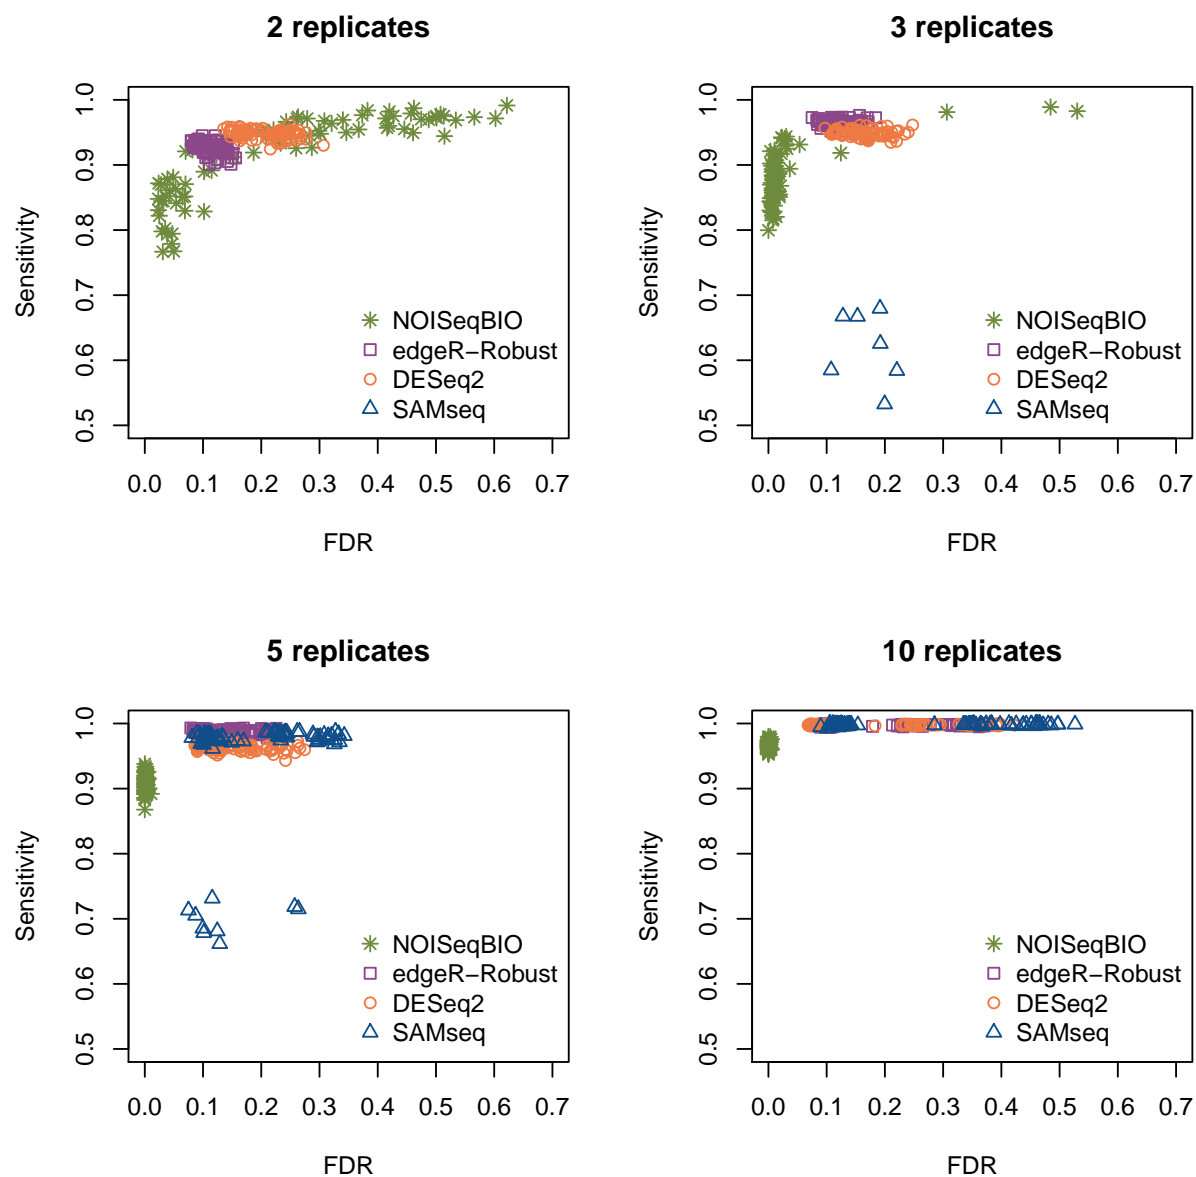 2 replicates
Sensitivity
1.0
0.9
0.8
0.7
0.6
0.5
NOISeqBIO
edgeR−Robust
DESeq2
SAMseq
0.0 0.1 0.2 0.3 0.4 0.5 0.6 0.7
FDR
3 replicates
Sensitivity
1.0
0.9
0.8
0.7
0.6
0.5
NOISeqBIO
edgeR−Robust
DESeq2
SAMseq
0.0 0.1 0.2 0.3 0.4 0.5 0.6 0.7
FDR
5 replicates
Sensitivity
1.0
0.9
0.8
0.7
0.6
0.5
NOISeqBIO
edgeR−Robust
DESeq2
SAMseq
0.0 0.1 0.2 0.3 0.4 0.5 0.6 0.7
FDR
10 replicates
Sensitivity
1.0
0.9
0.8
0.7
0.6
0.5
NOISeqBIO
edgeR−Robust
DESeq2
SAMseq
0.0 0.1 0.2 0.3 0.4 0.5 0.6 0.7
FDR